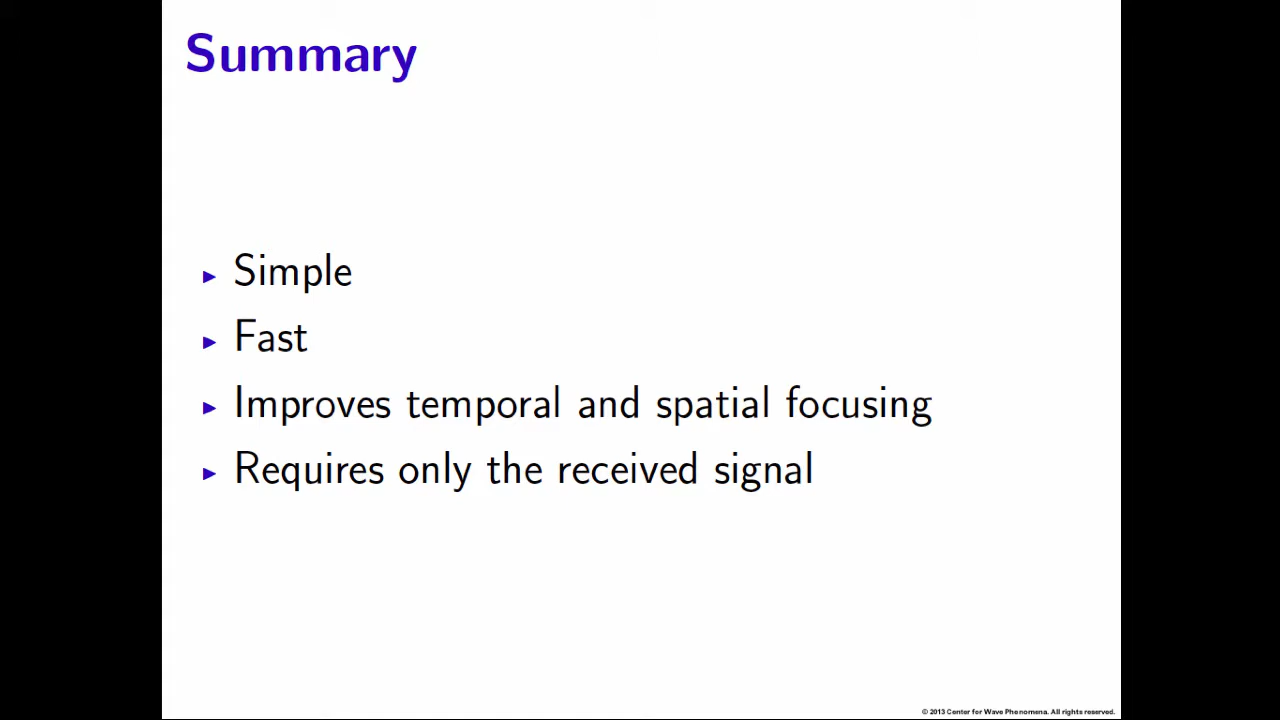 Summary
Simple
Fast
Improves temporal and spatial focusing
Requires only the received signal
© 2013 Center for Wave Phenomena. All rights reserved.